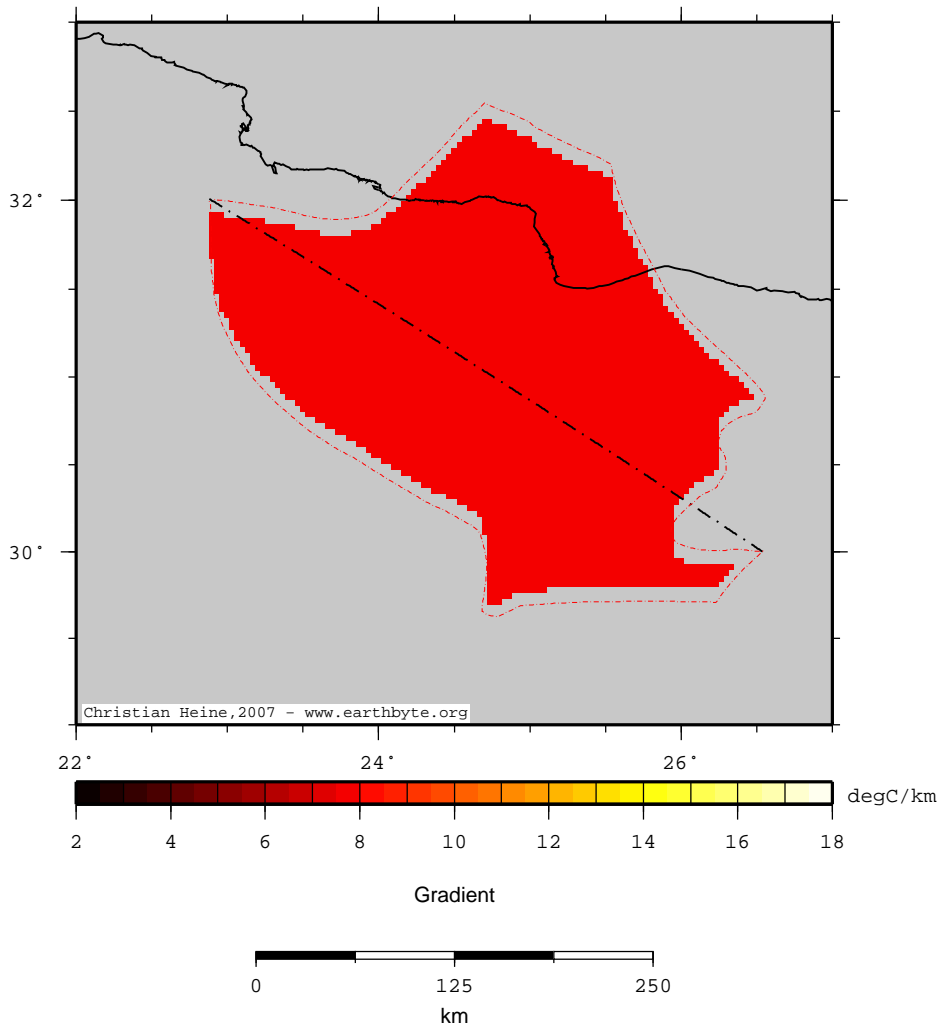 32°
30°
Christian Heine,2007 - www.earthbyte.org
22° 24° 26°
degC/km
2 4 6 8 10 12 14 16 18
Gradient
0 125 250
km